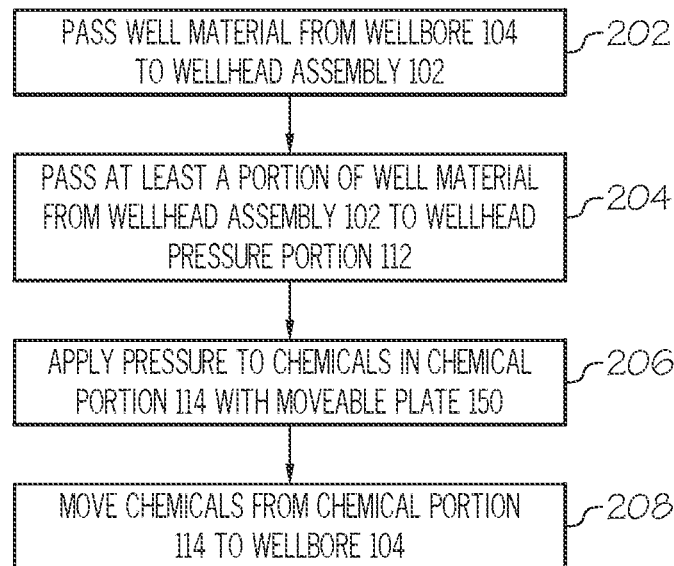 PASS WELL MATERIAL FROM WELLBORE 104
TO WELLHEAD ASSEMBLY 102
202
PASS AT LEAST A PORTION OF WELL MATERIAL
FROM WELLHEAD ASSEMBLY 102 TO WELLHEAD
PRESSURE PORTION 112
204
APPLY PRESSURE TO CHEMICALS IN CHEMICAL
PORTION 114 WITH MOVEABLE PLATE 150
206
MOVE CHEMICALS FROM CHEMICAL PORTION
114 TO WELLBORE 104
208